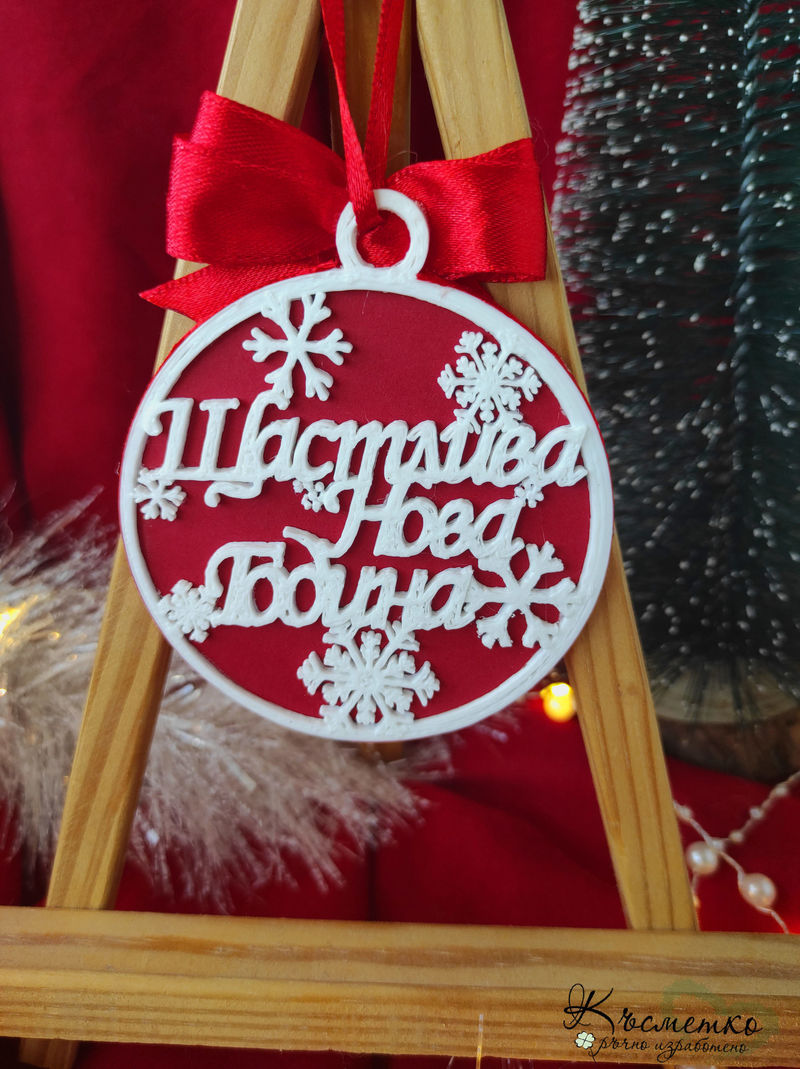 Щастлива
Нова
Година
Късметко
ръчно изработено